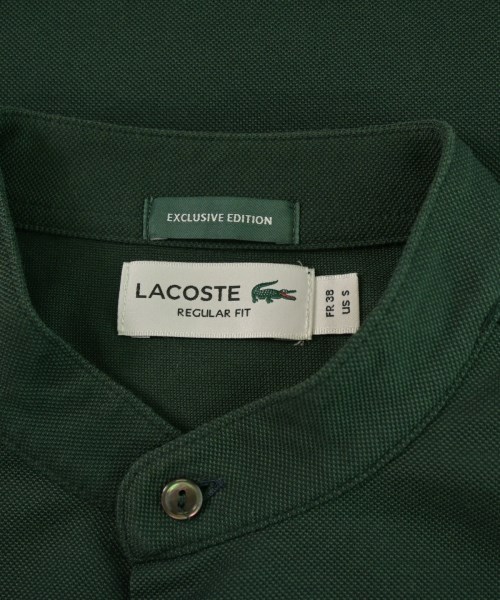 EXCLUSIVE EDITION
LACOSTE
REGULAR FIT
FR 38
US S